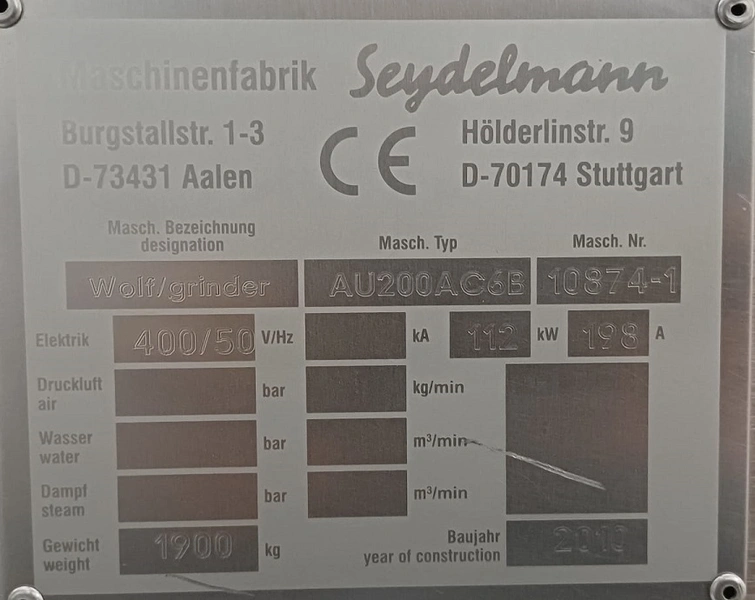 Maschinenfabrik Seydelmann
Burgstallstr. 1-3
D-73431 Aalen
CE
Hölderlinstr. 9
D-70174 Stuttgart
Masch. Bezeichnung
designation
Masch. Typ
Masch. Nr.
Wolf/grinder
AU200AC6B
10874-1
Elektrik 400/50 V/Hz kA 112 kW 198 A
Druckluft
air
bar kg/min
Wasser
water
bar m³/min
Dampf
steam
bar m³/min
Gewicht
weight
1900 kg
Baujahr
year of construction
2010